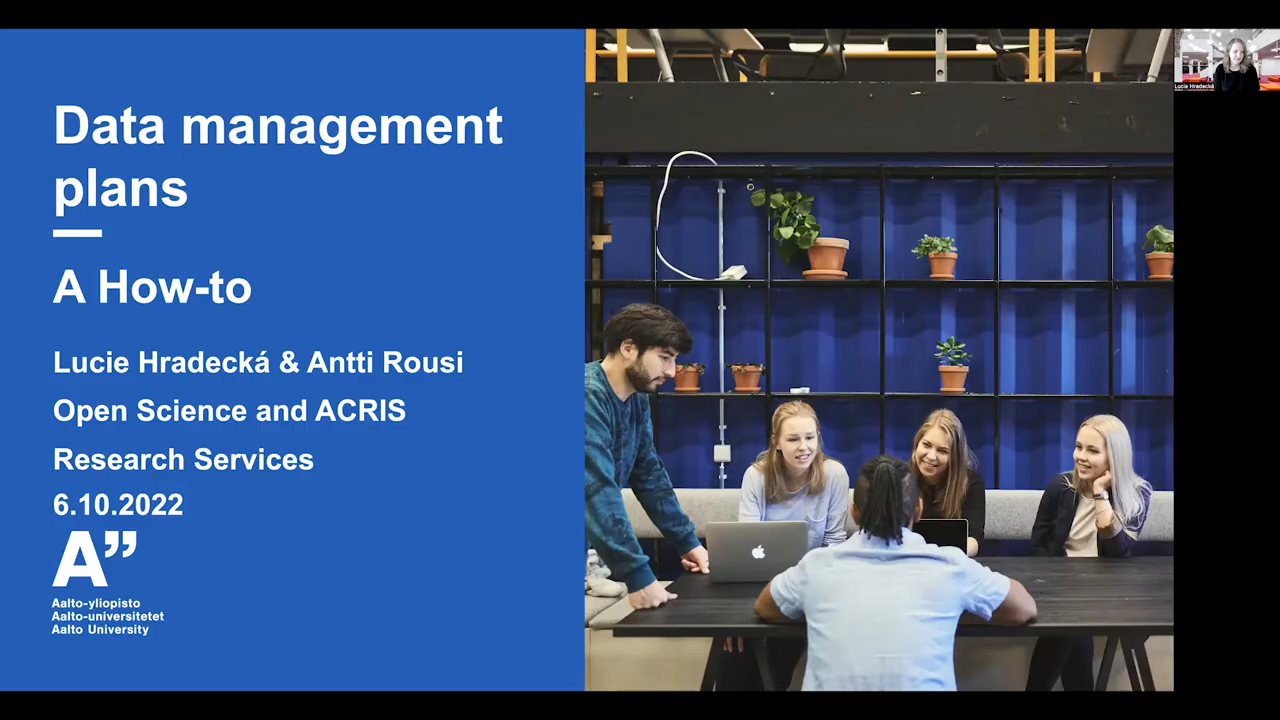 Data management
plans
A How-to
Lucie Hradecká & Antti Rousi
Open Science and ACRIS
Research Services
6.10.2022
A”
Aalto-yliopisto
Aalto-universitetet
Aalto University
Lucie Hradecká